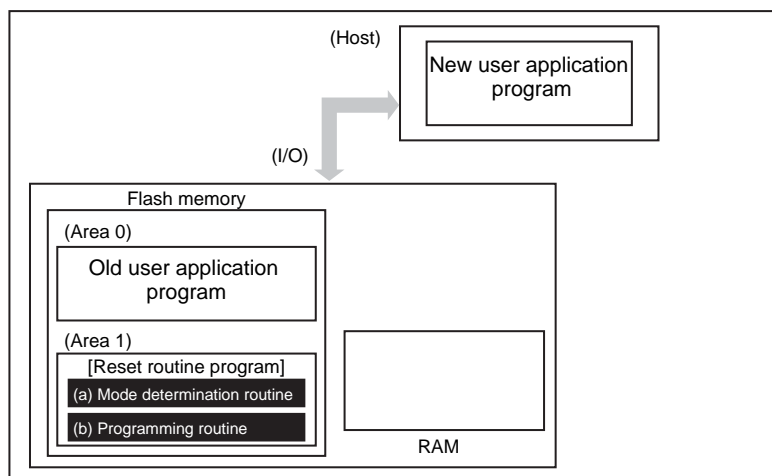 (Host)
New user application
program
(I/O)
Flash memory
(Area 0)
Old user application
program
(Area 1)
[Reset routine program]
(a) Mode determination routine
(b) Programming routine
RAM